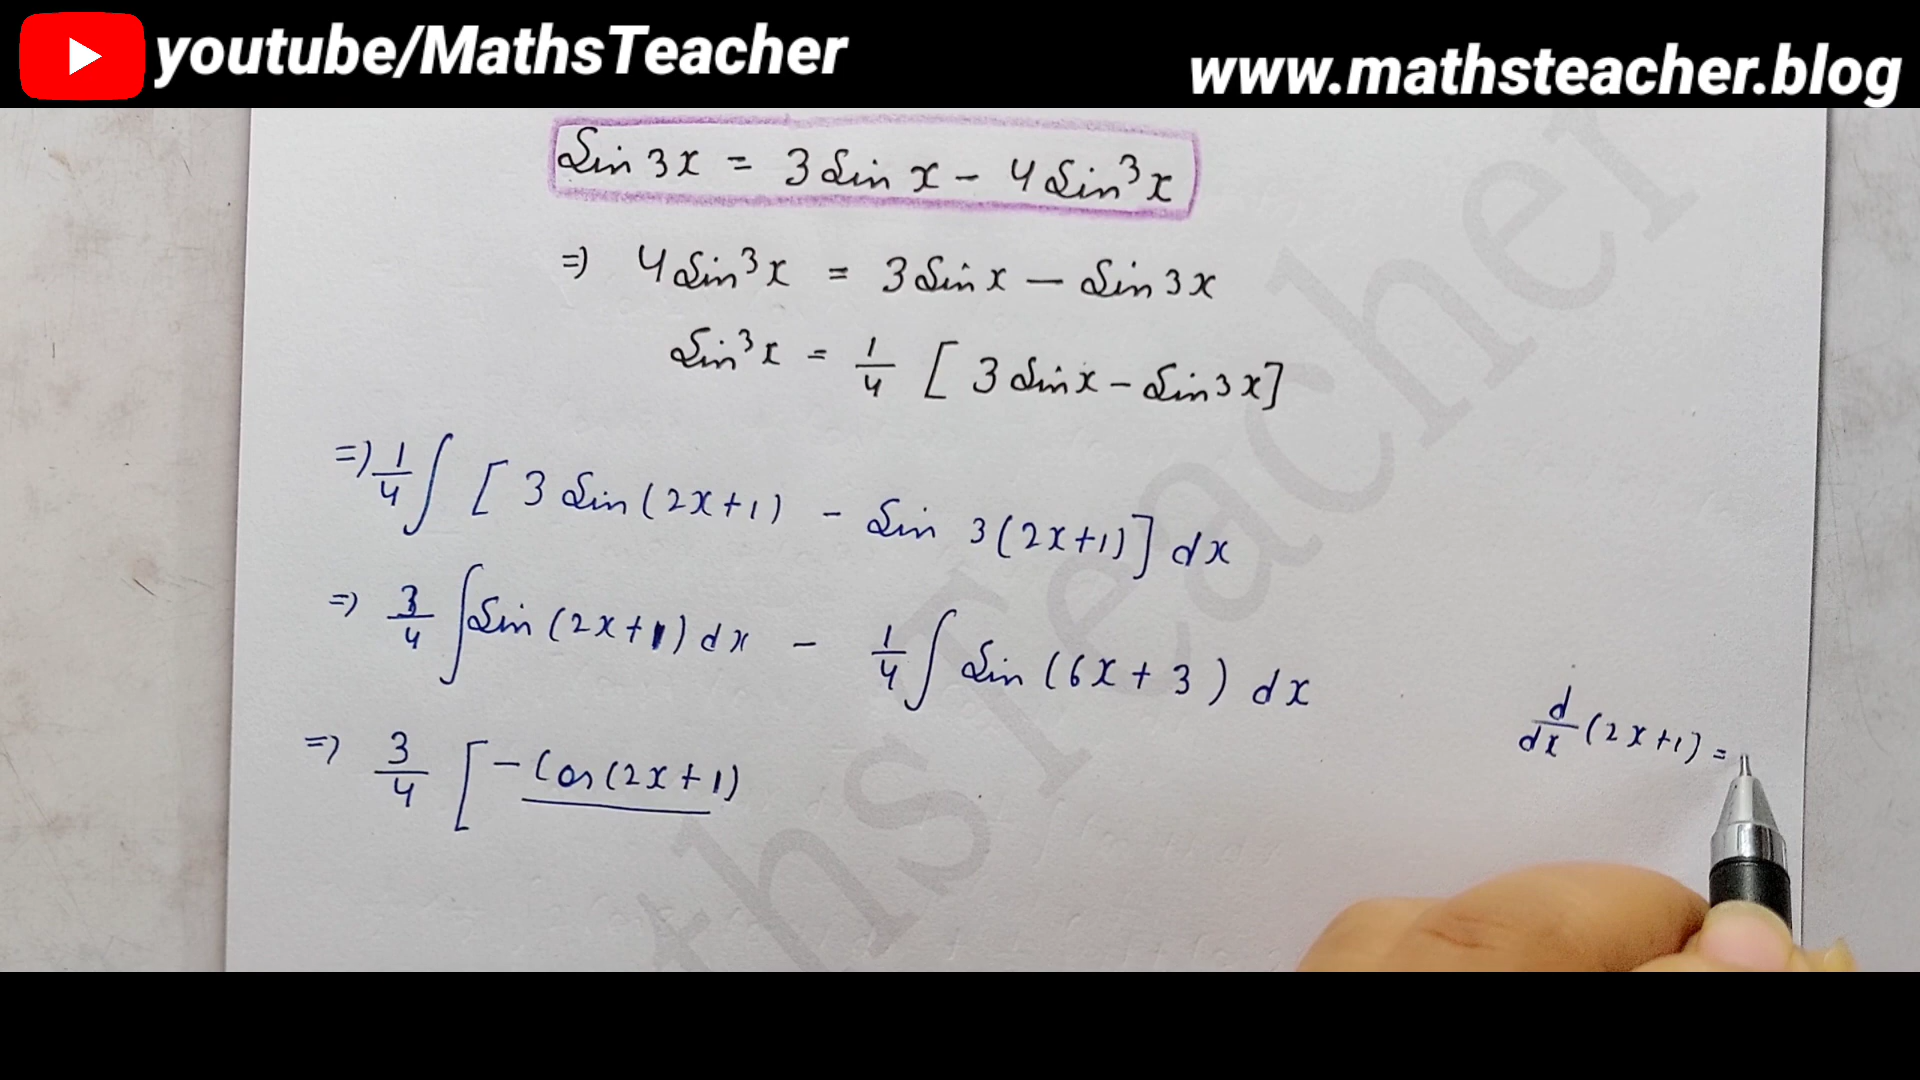 youtube/MathsTeacher
www.mathsteacher.blog
Sin 3x = 3 Sin x - 4 Sin³x
=) 4 Sin³x = 3 Sin x - Sin 3x
Sin³x = 1/4 [ 3 Sin x - Sin 3x]
=) 1/4 ∫ [ 3 Sin (2x+1) - Sin 3(2x+1)] dx
=) 3/4 ∫ Sin (2x+1) dx - 1/4 ∫ Sin (6x + 3) dx
=) 3/4 [ - Cos (2x+1)
d/dx (2x+1) =
Maths Teacher